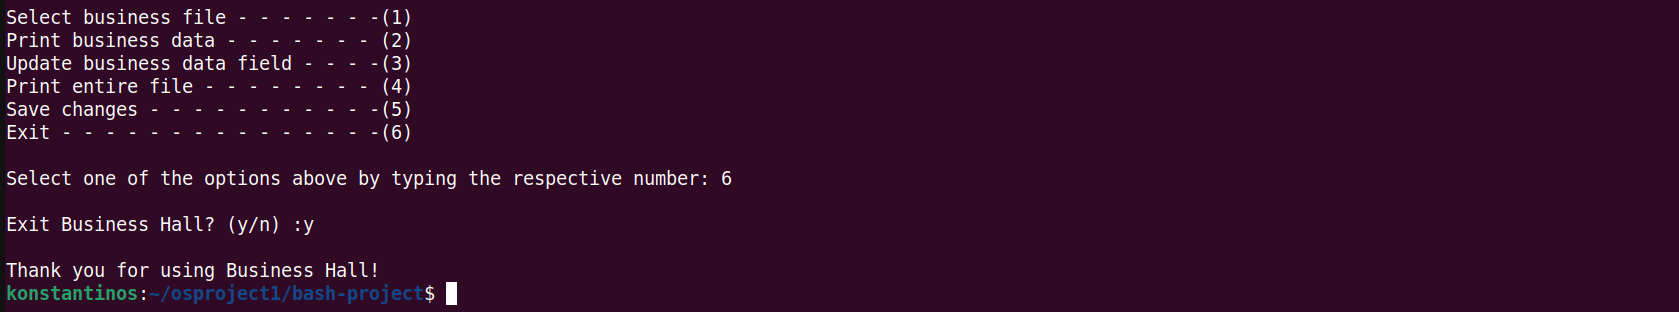 Select business file - - - - - - -(1)
Print business data - - - - - - - (2)
Update business data field - - - -(3)
Print entire file - - - - - - - - (4)
Save changes - - - - - - - - - - -(5)
Exit - - - - - - - - - - - - - - -(6)
Select one of the options above by typing the respective number: 6
Exit Business Hall? (y/n) :y
Thank you for using Business Hall!
konstantinos:~/osproject1/bash-project$